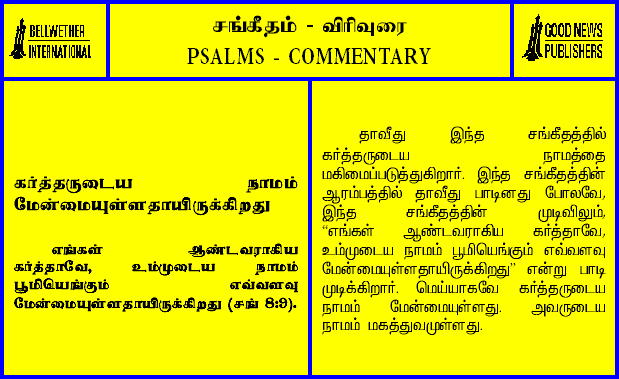 BELLWETHER
INTERNATIONAL
சங்கீதம் - விரிவுரை
PSALMS - COMMENTARY
GOOD NEWS
PUBLISHERS
கர்த்தருடைய நாமம்
மேன்மையுள்ளதாயிருக்கிறது
எங்கள் ஆண்டவராகிய
கர்த்தாவே, உம்முடைய நாமம்
பூமியெங்கும் எவ்வளவு
மேன்மையுள்ளதாயிருக்கிறது (சங் 8:9).
தாவீது இந்த சங்கீதத்தில்
கர்த்தருடைய நாமத்தை
மகிமைப்படுத்துகிறார். இந்த சங்கீதத்தின்
ஆரம்பத்தில் தாவீது பாடினது போலவே,
இந்த சங்கீதத்தின் முடிவிலும்,
“எங்கள் ஆண்டவராகிய கர்த்தாவே,
உம்முடைய நாமம் பூமியெங்கும் எவ்வளவு
மேன்மையுள்ளதாயிருக்கிறது” என்று பாடி
முடிக்கிறார். மெய்யாகவே கர்த்தருடைய
நாமம் மேன்மையுள்ளது. அவருடைய
நாமம் மகத்துவமுள்ளது.